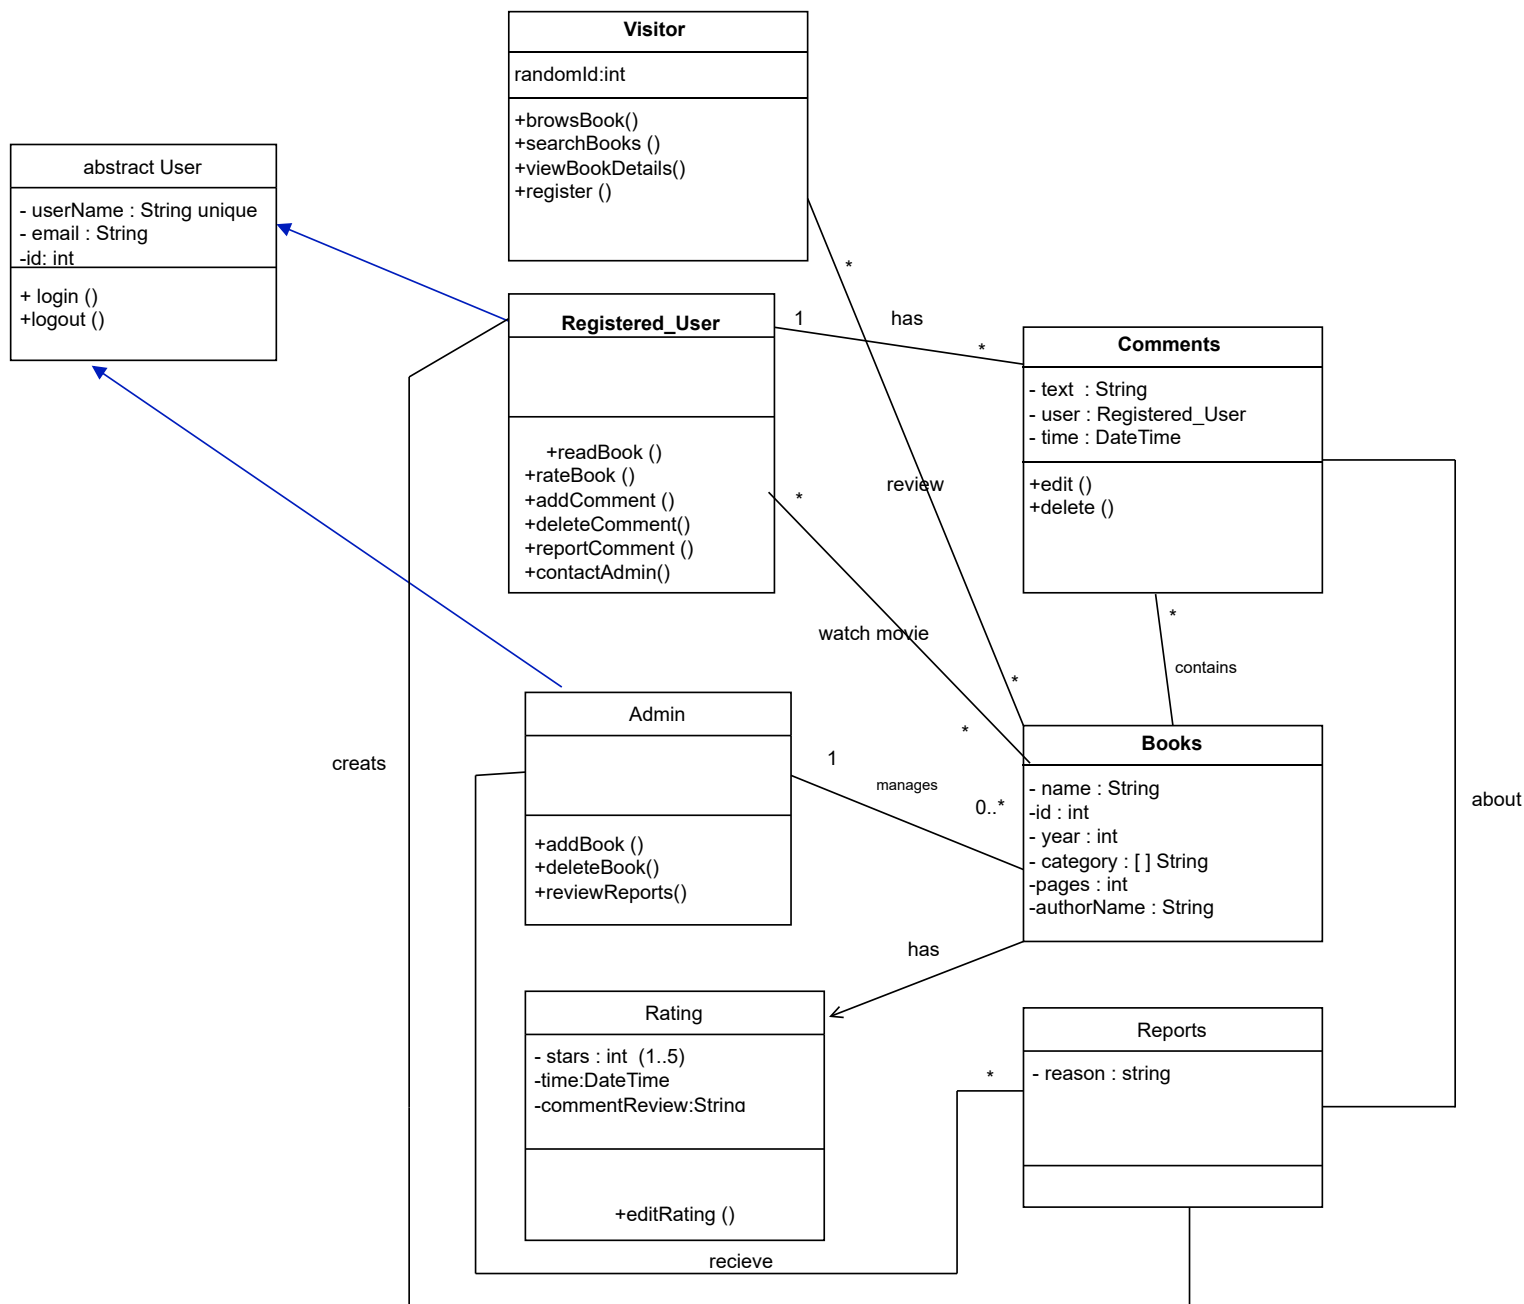 Visitor
randomId:int
+browsBook()
+searchBooks ()
+viewBookDetails()
+register ()
abstract User
- userName : String unique
- email : String
-id: int
+ login ()
+logout ()
*
Registered_User
1
has
*
+readBook ()
+rateBook ()
+addComment ()
+deleteComment()
+reportComment ()
+contactAdmin()
Comments
- text  : String
- user : Registered_User
- time : DateTime
+edit ()
+delete ()
review
*
watch movie
*
contains
*
*
Admin
+addBook ()
+deleteBook()
+reviewReports()
creats
1
manages
0..*
Books
- name : String
-id : int
- year : int
- category : [ ] String
-pages : int
-authorName : String
about
has
Rating
- stars : int  (1..5)
-time:DateTime
-commentReview:String
+editRating ()
Reports
- reason : string
*
recieve